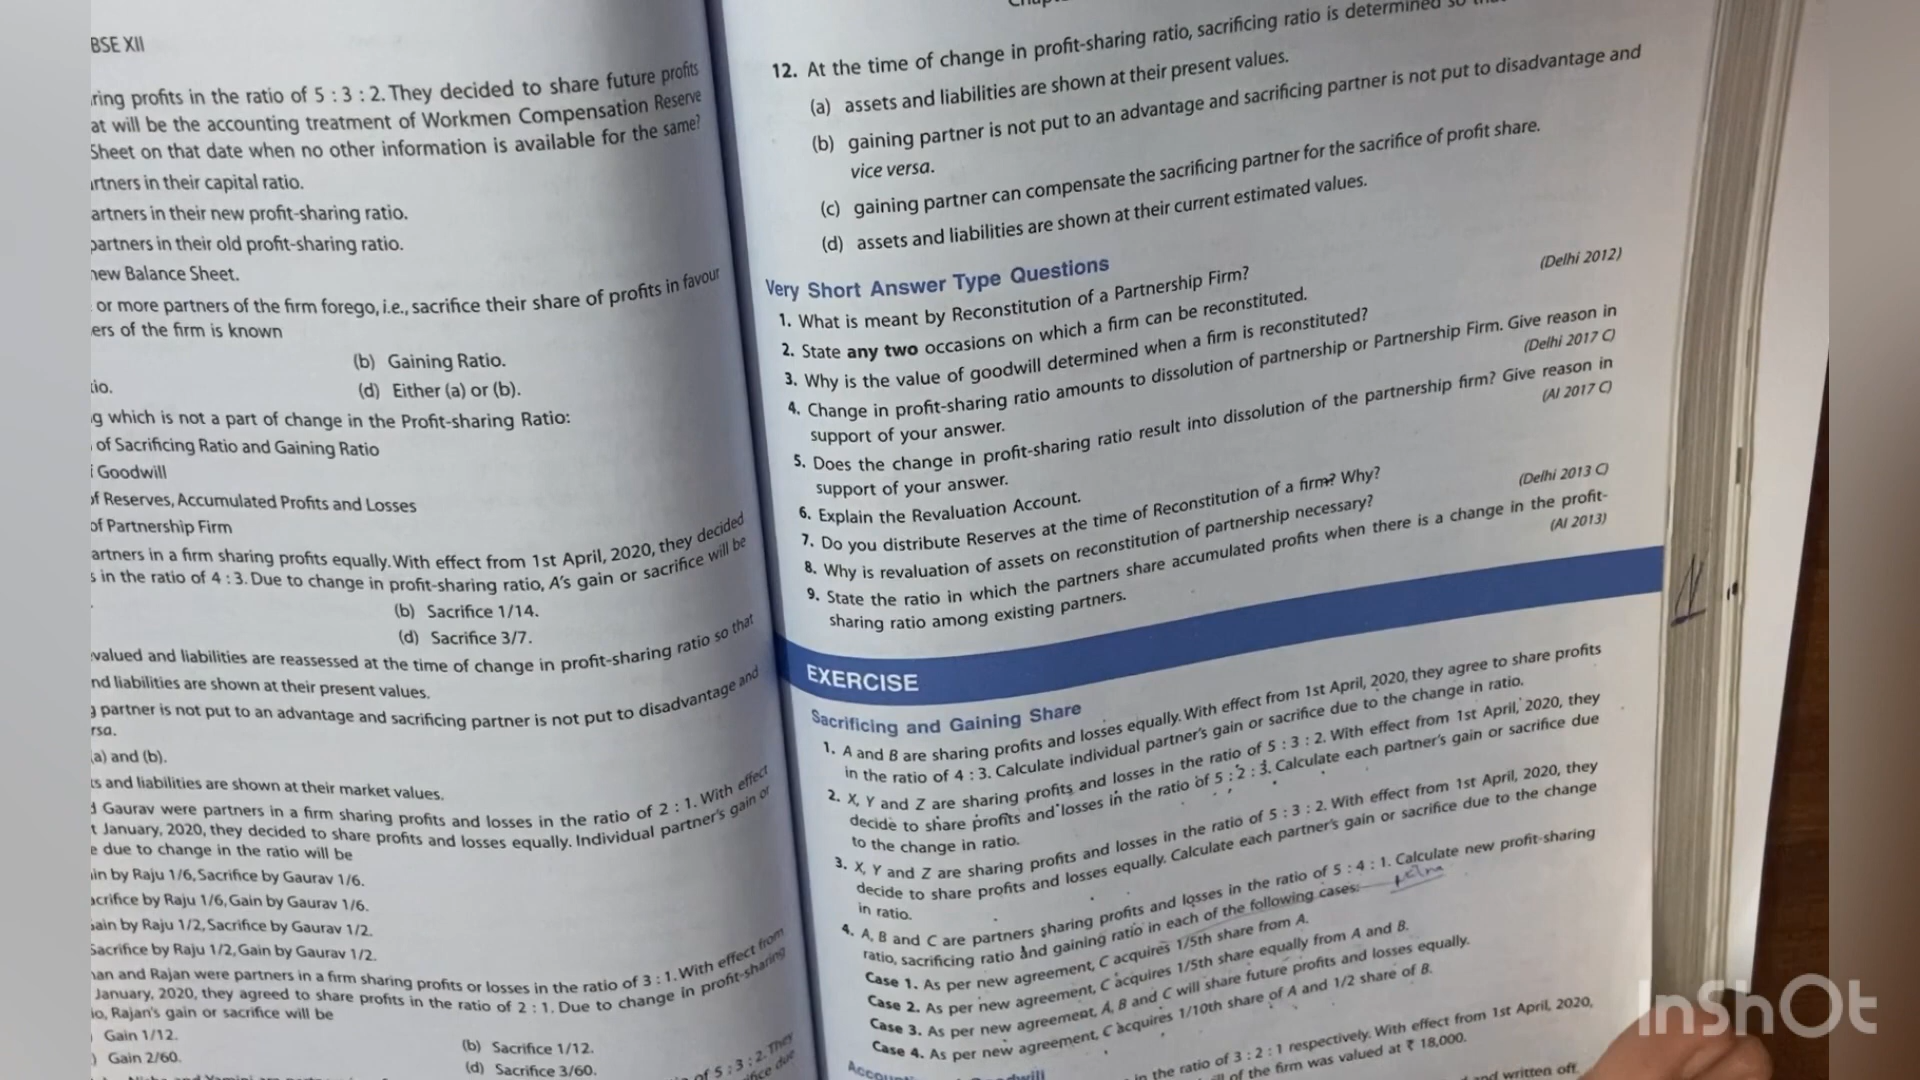 BSE XII
ring profits in the ratio of 5 : 3 : 2. They decided to share future profits
at will be the accounting treatment of Workmen Compensation Reserve
Sheet on that date when no other information is available for the same?
rtners in their capital ratio.
artners in their new profit-sharing ratio.
partners in their old profit-sharing ratio.
new Balance Sheet.
or more partners of the firm forego, i.e., sacrifice their share of profits in favour
ers of the firm is known
(b) Gaining Ratio.
tio.
(d) Either (a) or (b).
g which is not a part of change in the Profit-sharing Ratio:
of Sacrificing Ratio and Gaining Ratio
f Goodwill
of Reserves, Accumulated Profits and Losses
of Partnership Firm
artners in a firm sharing profits equally. With effect from 1st April, 2020, they decided
s in the ratio of 4 : 3. Due to change in profit-sharing ratio, A's gain or sacrifice will be
(b) Sacrifice 1/14.
(d) Sacrifice 3/7.
valued and liabilities are reassessed at the time of change in profit-sharing ratio so that
nd liabilities are shown at their present values.
g partner is not put to an advantage and sacrificing partner is not put to disadvantage and
rsa.
(a) and (b).
ts and liabilities are shown at their market values.
d Gaurav were partners in a firm sharing profits and losses in the ratio of 2 : 1. With effect
t January, 2020, they decided to share profits and losses equally. Individual partner's gain or
e due to change in the ratio will be
in by Raju 1/6, Sacrifice by Gaurav 1/6.
acrifice by Raju 1/6, Gain by Gaurav 1/6.
ain by Raju 1/2, Sacrifice by Gaurav 1/2.
Sacrifice by Raju 1/2, Gain by Gaurav 1/2.
an and Rajan were partners in a firm sharing profits or losses in the ratio of 3 : 1. With effect from
January, 2020, they agreed to share profits in the ratio of 2 : 1. Due to change in profit-sharing
io, Rajan's gain or sacrifice will be
Gain 1/12.
(b) Sacrifice 1/12.
) Gain 2/60.
(d) Sacrifice 3/60.
of 5 : 3 : 2. They
12. At the time of change in profit-sharing ratio, sacrificing ratio is determined so
(a) assets and liabilities are shown at their present values.
(b) gaining partner is not put to an advantage and sacrificing partner is not put to disadvantage and
vice versa.
(c) gaining partner can compensate the sacrificing partner for the sacrifice of profit share.
(d) assets and liabilities are shown at their current estimated values.
Very Short Answer Type Questions
1. What is meant by Reconstitution of a Partnership Firm? (Delhi 2012)
2. State any two occasions on which a firm can be reconstituted.
3. Why is the value of goodwill determined when a firm is reconstituted?
4. Change in profit-sharing ratio amounts to dissolution of partnership or Partnership Firm. Give reason in
support of your answer. (Delhi 2017 C)
5. Does the change in profit-sharing ratio result into dissolution of the partnership firm? Give reason in
support of your answer. (AI 2017 C)
6. Explain the Revaluation Account.
7. Do you distribute Reserves at the time of Reconstitution of a firm? Why?
8. Why is revaluation of assets on reconstitution of partnership necessary? (Delhi 2013 C)
9. State the ratio in which the partners share accumulated profits when there is a change in the profit-
sharing ratio among existing partners. (AI 2013)
EXERCISE
Sacrificing and Gaining Share
1. A and B are sharing profits and losses equally. With effect from 1st April, 2020, they agree to share profits
in the ratio of 4 : 3. Calculate individual partner's gain or sacrifice due to the change in ratio.
2. X, Y and Z are sharing profits and losses in the ratio of 5 : 3 : 2. With effect from 1st April, 2020, they
decide to share profits and losses in the ratio of 5 : 2 : 3. Calculate each partner's gain or sacrifice due
to the change in ratio.
3. X, Y and Z are sharing profits and losses in the ratio of 5 : 3 : 2. With effect from 1st April, 2020, they
decide to share profits and losses equally. Calculate each partner's gain or sacrifice due to the change
in ratio.
4. A, B and C are partners sharing profits and losses in the ratio of 5 : 4 : 1. Calculate new profit-sharing
ratio, sacrificing ratio and gaining ratio in each of the following cases:
Case 1. As per new agreement, C acquires 1/5th share from A.
Case 2. As per new agreement, C acquires 1/5th share equally from A and B.
Case 3. As per new agreement, A, B and C will share future profits and losses equally.
Case 4. As per new agreement, C acquires 1/10th share of A and 1/2 share of B.
in the ratio of 3 : 2 : 1 respectively. With effect from 1st April, 2020,
of the firm was valued at ₹ 18,000.
and written off.
InShOt